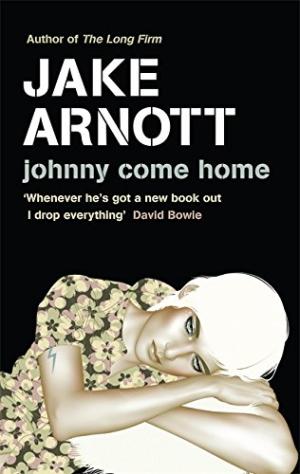 Author of The Long Firm
JAKE
ARNOTT
johnny come home
‘Whenever he’s got a new book out
I drop everything’ David Bowie